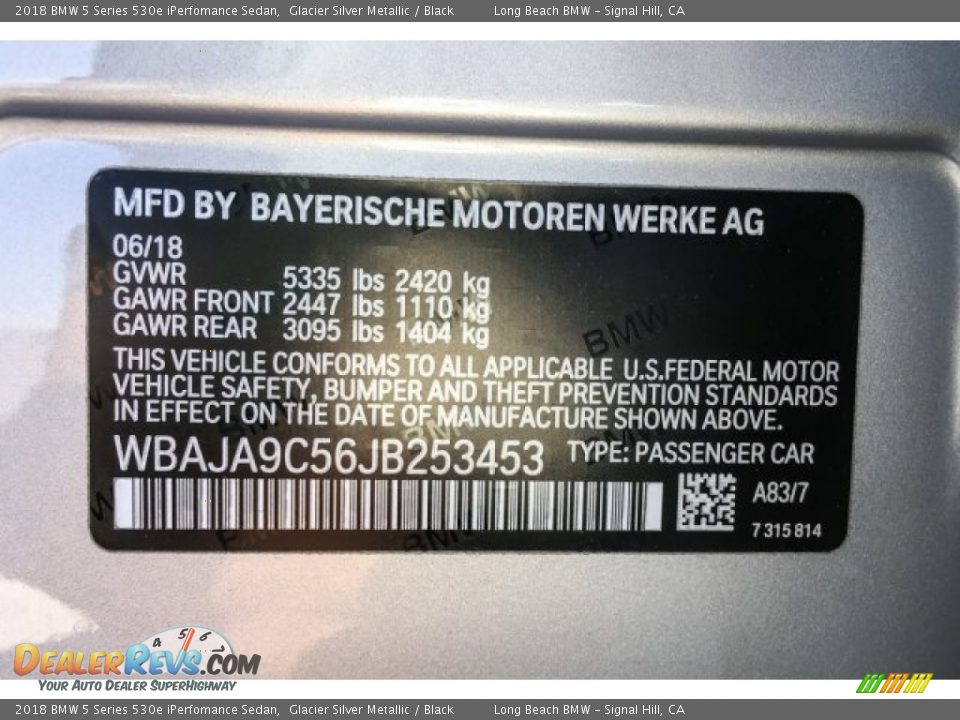 2018 BMW 5 Series 530e iPerfomance Sedan, Glacier Silver Metallic / Black Long Beach BMW - Signal Hill, CA
MFD BY BAYERISCHE MOTOREN WERKE AG
06/18
GVWR 5335 lbs 2420 kg
GAWR FRONT 2447 lbs 1110 kg
GAWR REAR 3095 lbs 1404 kg
THIS VEHICLE CONFORMS TO ALL APPLICABLE U.S.FEDERAL MOTOR
VEHICLE SAFETY, BUMPER AND THEFT PREVENTION STANDARDS
IN EFFECT ON THE DATE OF MANUFACTURE SHOWN ABOVE.
WBAJA9C56JB253453 TYPE: PASSENGER CAR
A83/7
7 315 814
BMW
BMW
4 5 6
DEALERREVS.COM
YOUR AUTO DEALER SUPERHIGHWAY
2018 BMW 5 Series 530e iPerfomance Sedan, Glacier Silver Metallic / Black Long Beach BMW - Signal Hill, CA